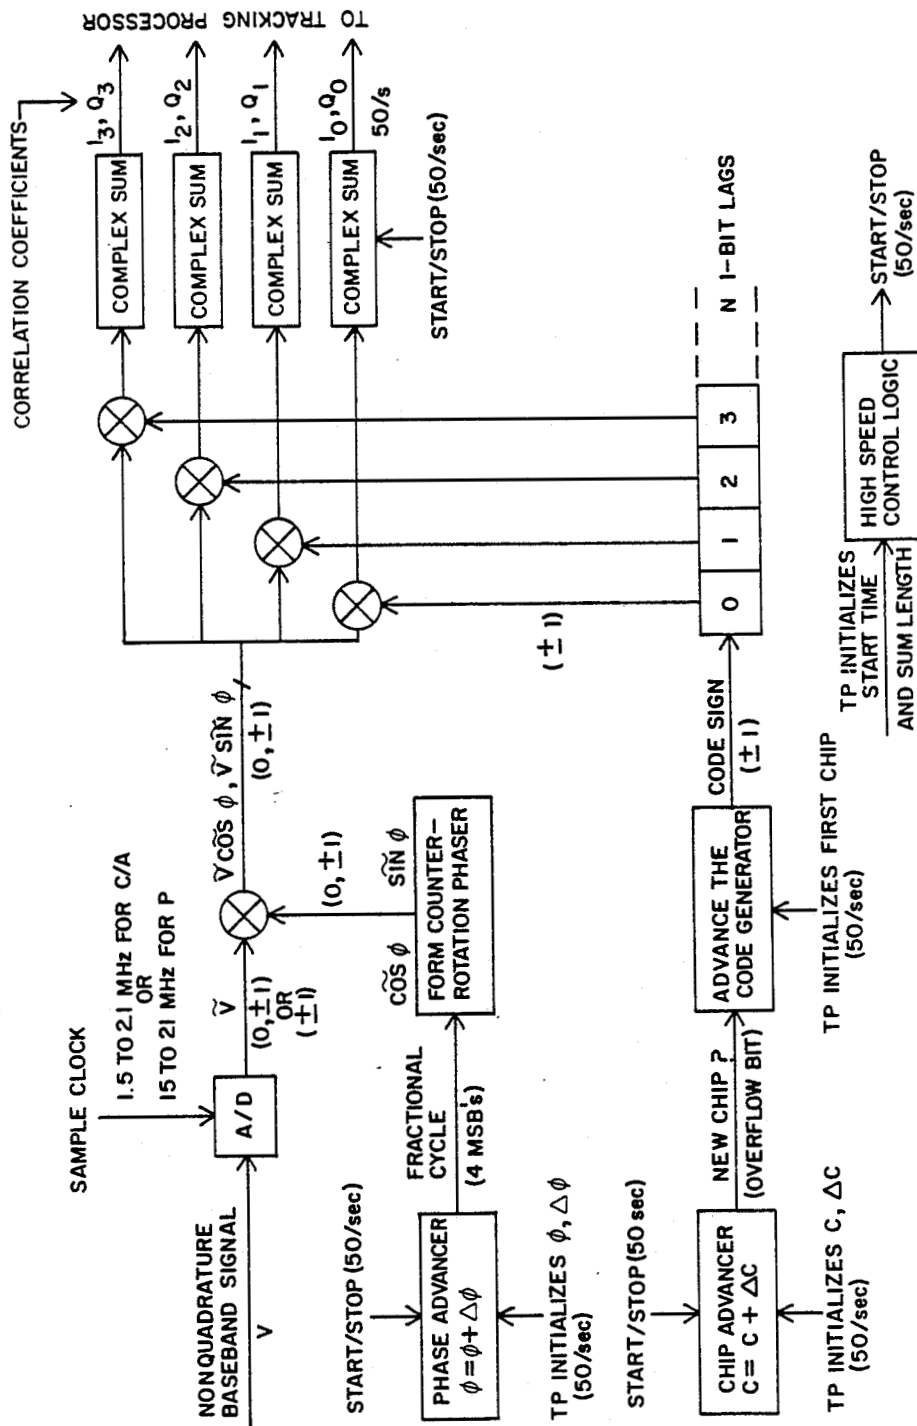 SAMPLE CLOCK
1.5 TO 2.1 MHz FOR C/A
OR
15 TO 21 MHz FOR P
NONQUADRATURE
BASEBAND SIGNAL
V
A/D
Ṽ
(0, ±1)
OR
(±1)
Ṽ cõs φ, Ṽ sĩn φ
(0, ±1)
CORRELATION COEFFICIENTS
COMPLEX SUM
I₃, Q₃
COMPLEX SUM
I₂, Q₂
COMPLEX SUM
I₁, Q₁
COMPLEX SUM
I₀, Q₀
50/s
TO TRACKING PROCESSOR
START/STOP (50/sec)
START/STOP (50/sec)
PHASE ADVANCER
φ = φ + Δφ
TP INITIALIZES φ, Δφ
(50/sec)
FRACTIONAL
CYCLE
(4 MSB's)
cõs φ
sĩn φ
(0, ±1)
FORM COUNTER-
ROTATION PHASER
START/STOP (50 sec)
CHIP ADVANCER
C = C + ΔC
TP INITIALIZES C, ΔC
(50/sec)
NEW CHIP ?
(OVERFLOW BIT)
ADVANCE THE
CODE GENERATOR
TP INITIALIZES FIRST CHIP
(50/sec)
CODE SIGN
(±1)
(±1)
0
1
2
3
N 1-BIT LAGS
TP INITIALIZES
START TIME
AND SUM LENGTH
HIGH SPEED
CONTROL LOGIC
START/STOP
(50/sec)